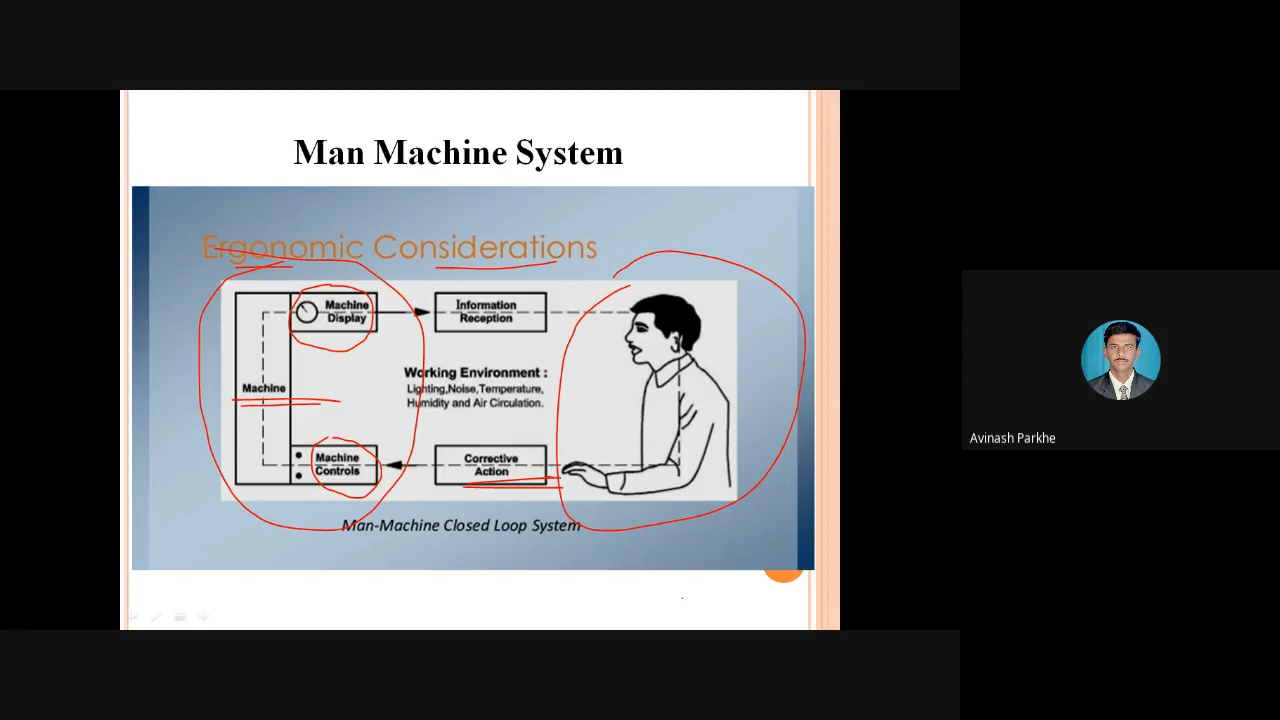 Man Machine System
Ergonomic Considerations
Machine
Display
Information
Reception
Working Environment :
Lighting,Noise,Temperature,
Humidity and Air Circulation.
Machine
Machine
Controls
Corrective
Action
Man-Machine Closed Loop System
Avinash Parkhe